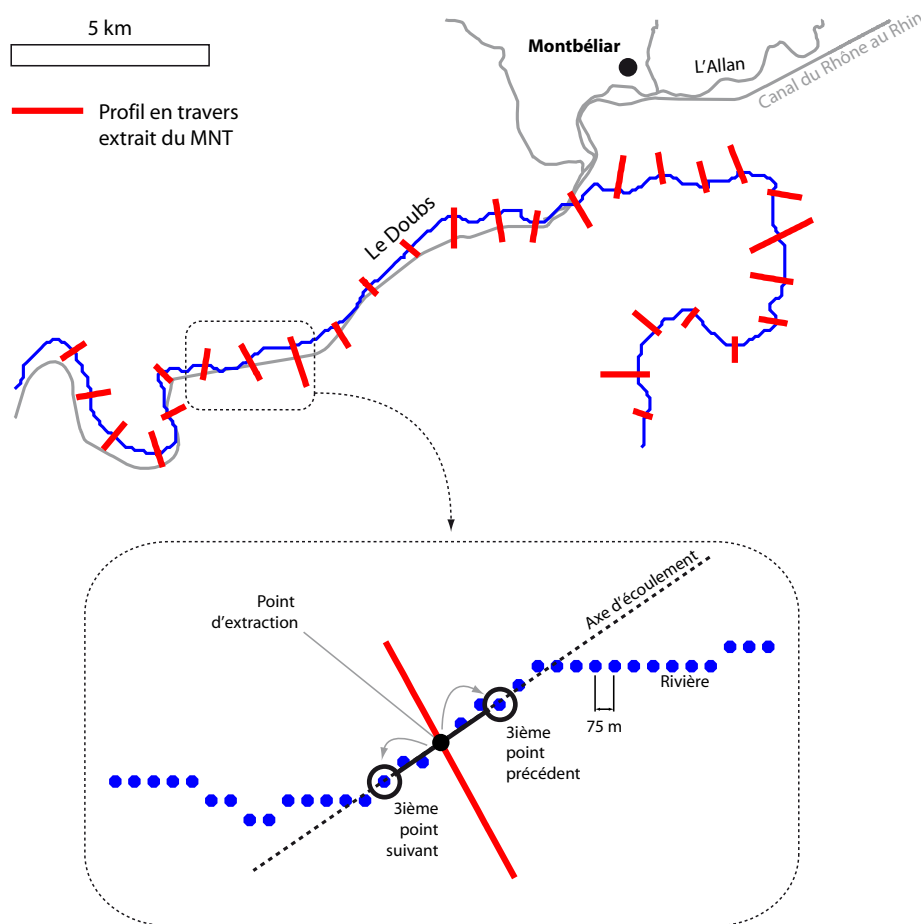 5 km
Profil en travers
extrait du MNT
Montbéliar
L'Allan
Canal du Rhône au Rhin
Le Doubs
Point
d'extraction
Axe d'écoulement
Rivière
75 m
3ième
point
précédent
3ième
point
suivant